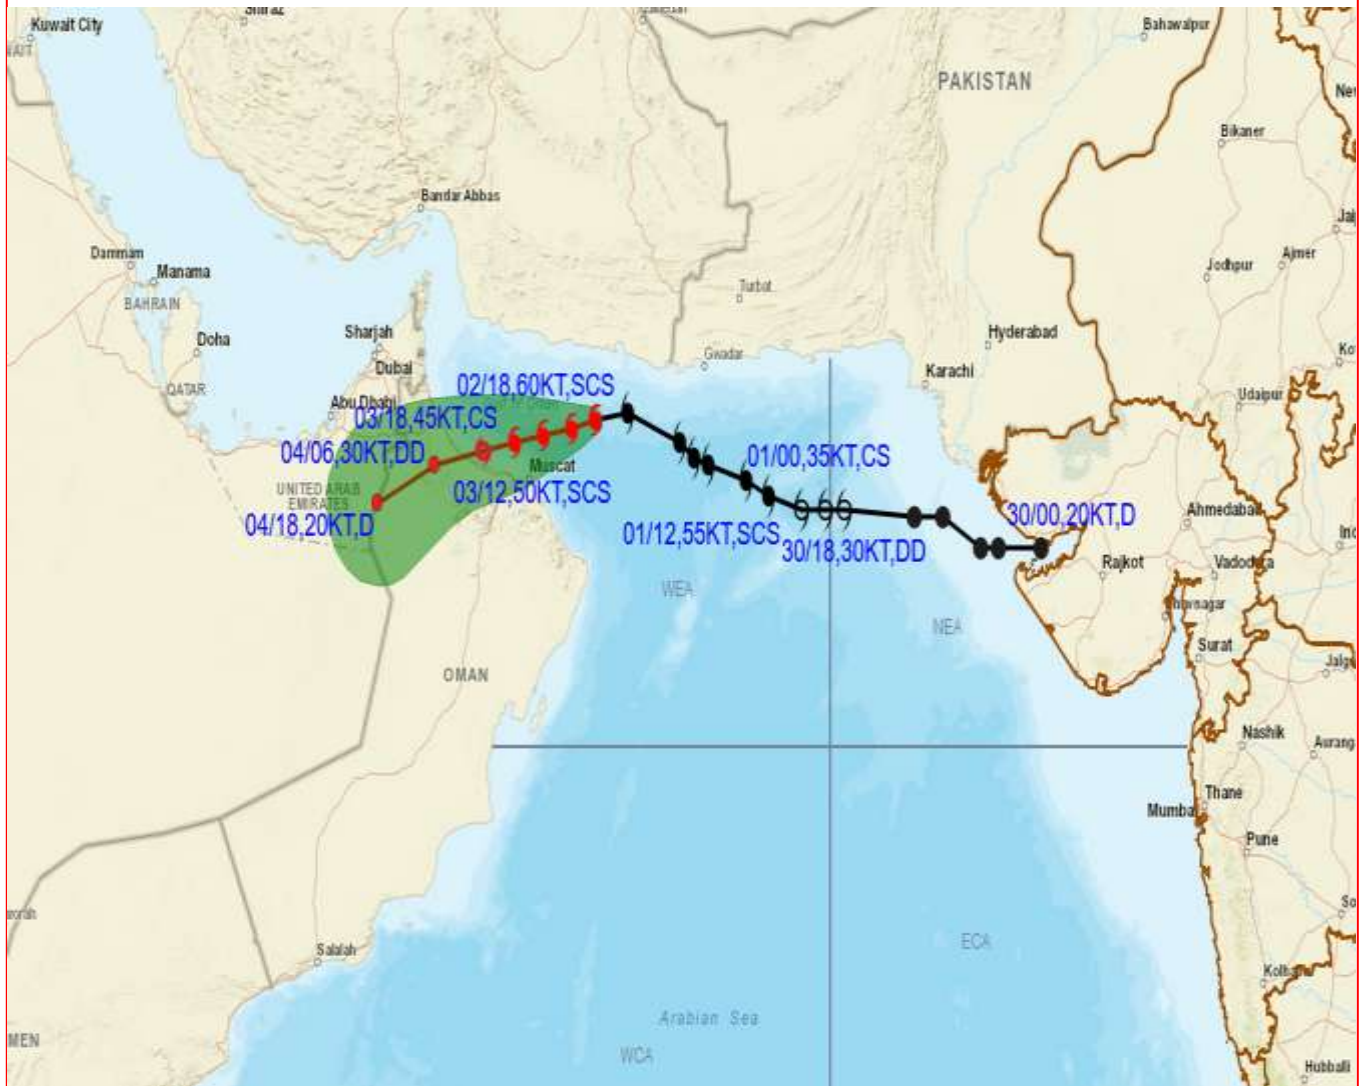 Kuwait City
Bahawalpur
PAKISTAN
Bikaner
Bandar Abbas
Dammam
Manama
BAHRAIN
Jodhpur
Ajmer
Turbat
Sharjah
Doha
Dubai
Hyderabad
Gwadar
Karachi
QATAR
02/18,60KT,SCS
Abu Dhabi
03/18,45KT,CS
Udaipur
04/06,30KT,DD
Muscat
01/00,35KT,CS
UNITED ARAB
EMIRATES
03/12,50KT,SCS
04/18,20KT,D
01/12,55KT,SCS
30/18,30KT,DD
30/00,20KT,D
Ahmedabad
Rajkot
Vadodara
WEA
NEA
Surat
OMAN
Nashik
Thane
Mumbai
Pune
ECA
Salalah
Arabian Sea
WCA
Hubballi